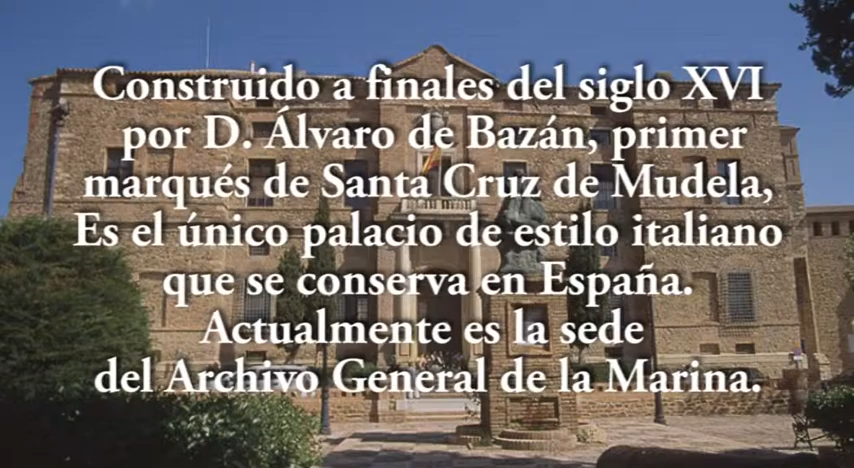 Construido a finales del siglo XVI
por D. Álvaro de Bazán, primer
marqués de Santa Cruz de Mudela,
Es el único palacio de estilo italiano
que se conserva en España.
Actualmente es la sede
del Archivo General de la Marina.